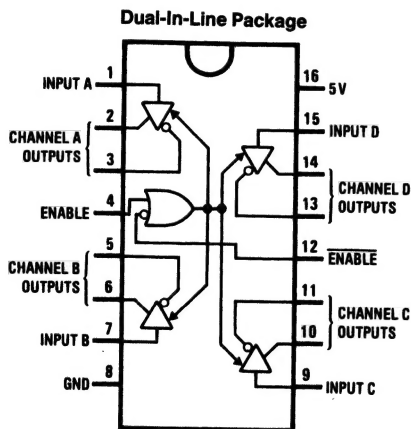 Dual-In-Line Package
INPUT A
1
2
CHANNEL A
OUTPUTS
3
ENABLE
4
5
CHANNEL B
OUTPUTS
6
INPUT B
7
GND
8
16
5V
15
INPUT D
14
CHANNEL D
OUTPUTS
13
12
ENABLE
11
CHANNEL C
OUTPUTS
10
9
INPUT C